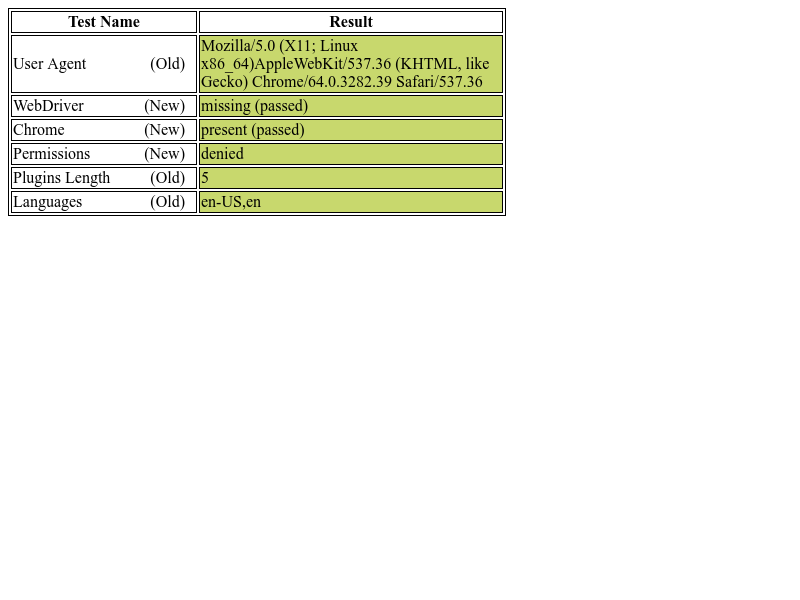 Test Name Result
User Agent (Old) Mozilla/5.0 (X11; Linux
x86_64)AppleWebKit/537.36 (KHTML, like
Gecko) Chrome/64.0.3282.39 Safari/537.36
WebDriver (New) missing (passed)
Chrome (New) present (passed)
Permissions (New) denied
Plugins Length (Old) 5
Languages (Old) en-US,en